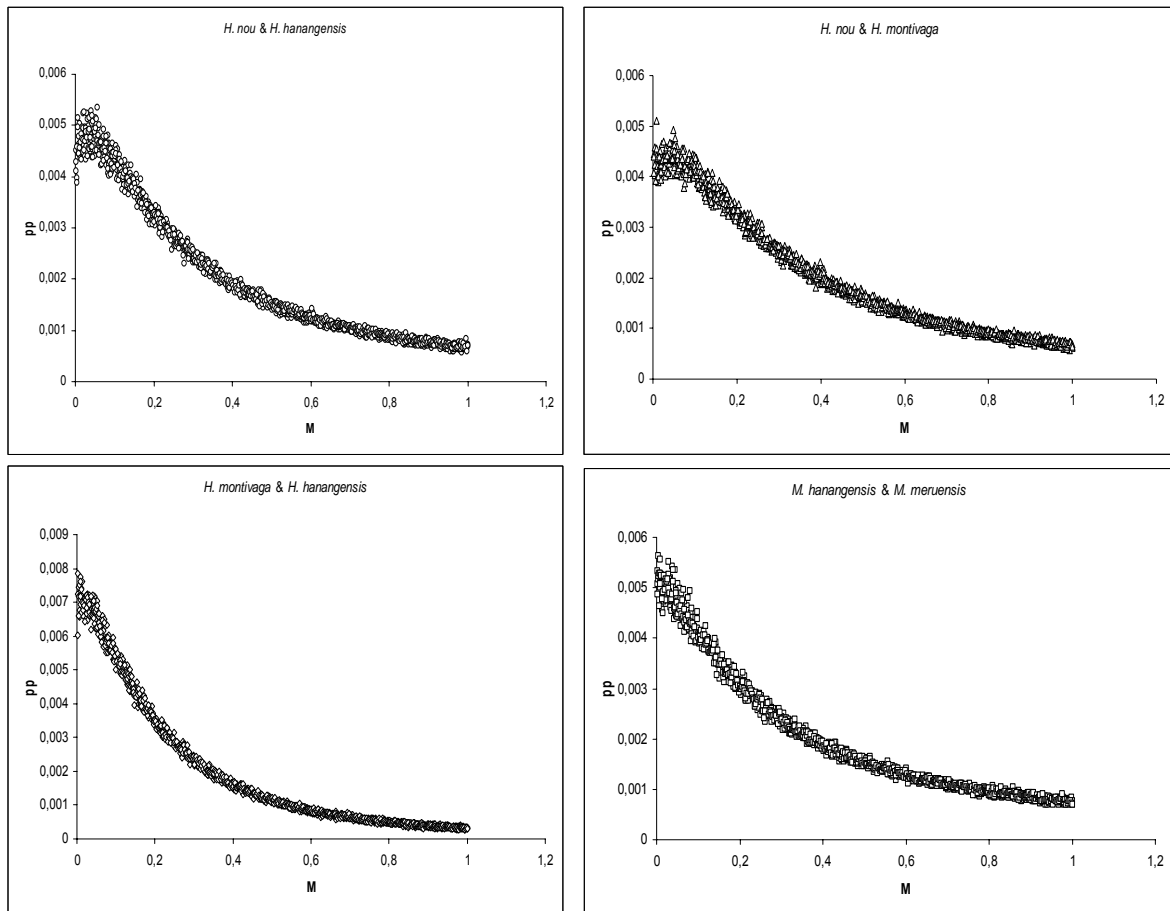 H. nou & H. hanangensis
0,006
0,005
0,004
0,003
0,002
0,001
0
pp
0 0,2 0,4 0,6 0,8 1 1,2
M
H. nou & H. montivaga
0,006
0,005
0,004
0,003
0,002
0,001
0
pp
0 0,2 0,4 0,6 0,8 1 1,2
M
H. montivaga & H. hanangensis
0,009
0,008
0,007
0,006
0,005
0,004
0,003
0,002
0,001
0
pp
0 0,2 0,4 0,6 0,8 1 1,2
M
M. hanangensis & M. meruensis
0,006
0,005
0,004
0,003
0,002
0,001
0
pp
0 0,2 0,4 0,6 0,8 1 1,2
M